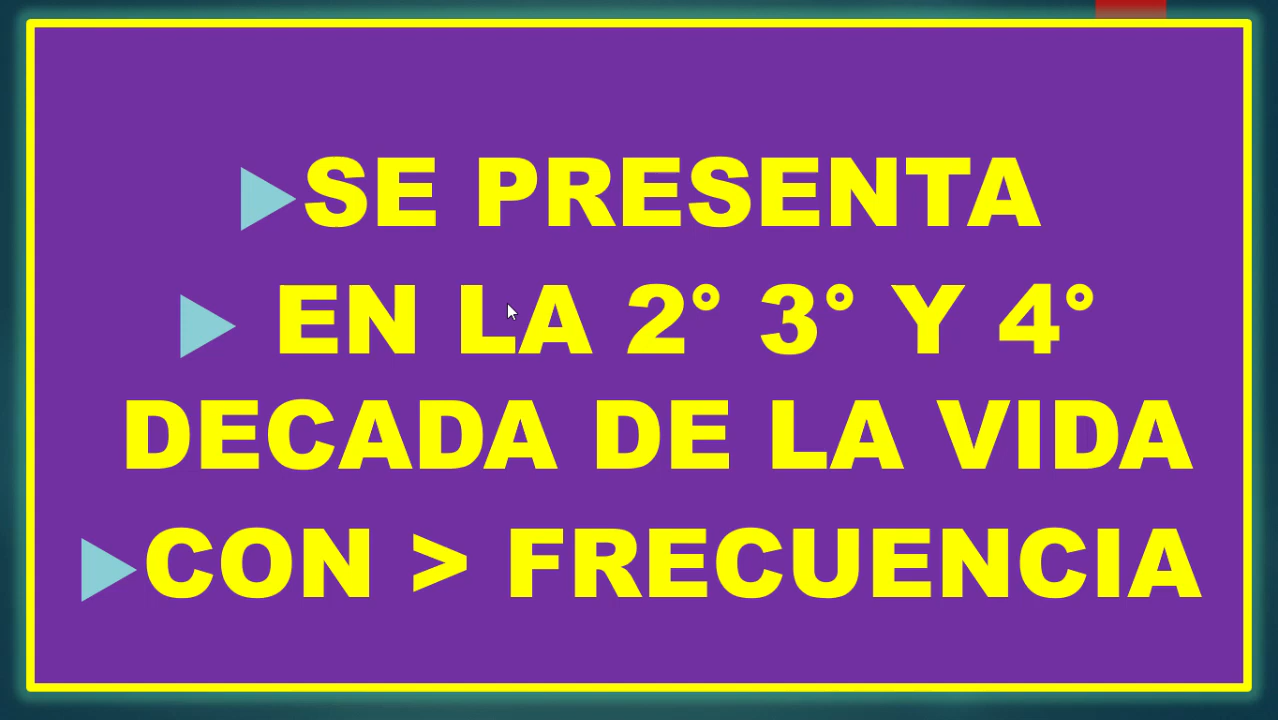 SE PRESENTA
EN LA 2° 3° Y 4°
DECADA DE LA VIDA
CON > FRECUENCIA